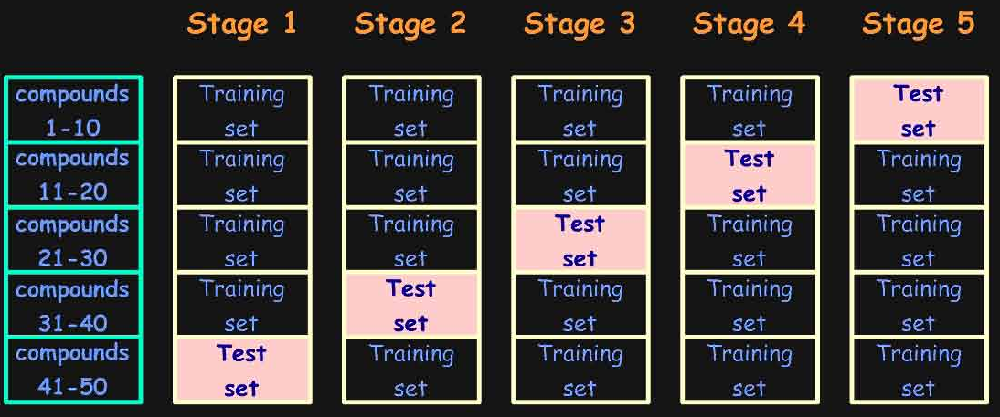 Stage 1 Stage 2 Stage 3 Stage 4 Stage 5
compounds Training Training Training Training Test
1-10 set set set set set
compounds Training Training Training Test Training
11-20 set set set set set
compounds Training Training Test Training Training
21-30 set set set set set
compounds Training Test Training Training Training
31-40 set set set set set
compounds Test Training Training Training Training
41-50 set set set set set